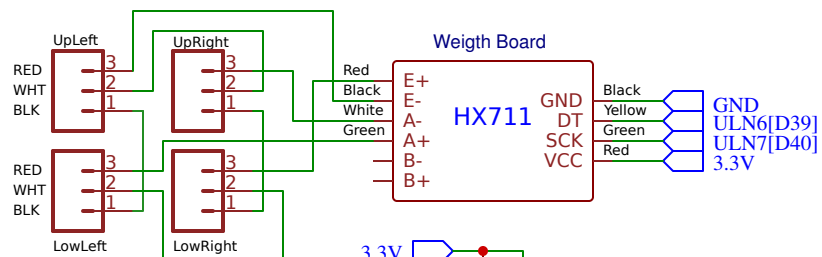 Weigth Board
UpLeft
UpRight
RED
WHT
BLK
3
2
1
3
2
1
Red
Black
White
Green
E+
E-
A-
A+
B-
B+
HX711
GND
DT
SCK
VCC
Black
Yellow
Green
Red
GND
ULN6[D39]
ULN7[D40]
3.3V
RED
WHT
BLK
3
2
1
3
2
1
LowLeft
LowRight
3.3V